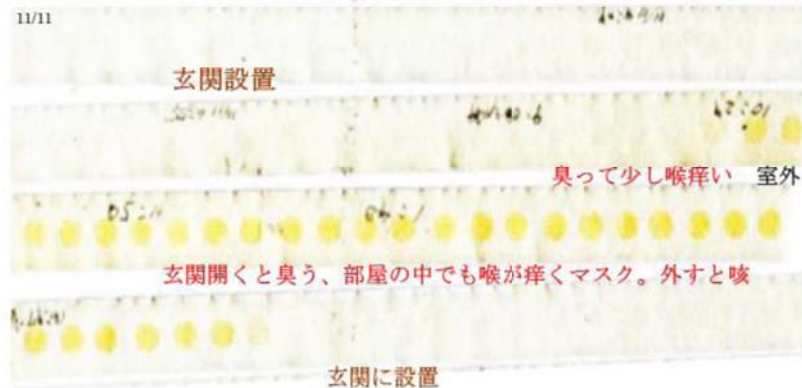 11/11
玄関設置
臭って少し喉痒い 室外
玄関開くと臭う、部屋の中でも喉が痒くマスク。外すと咳
玄関に設置